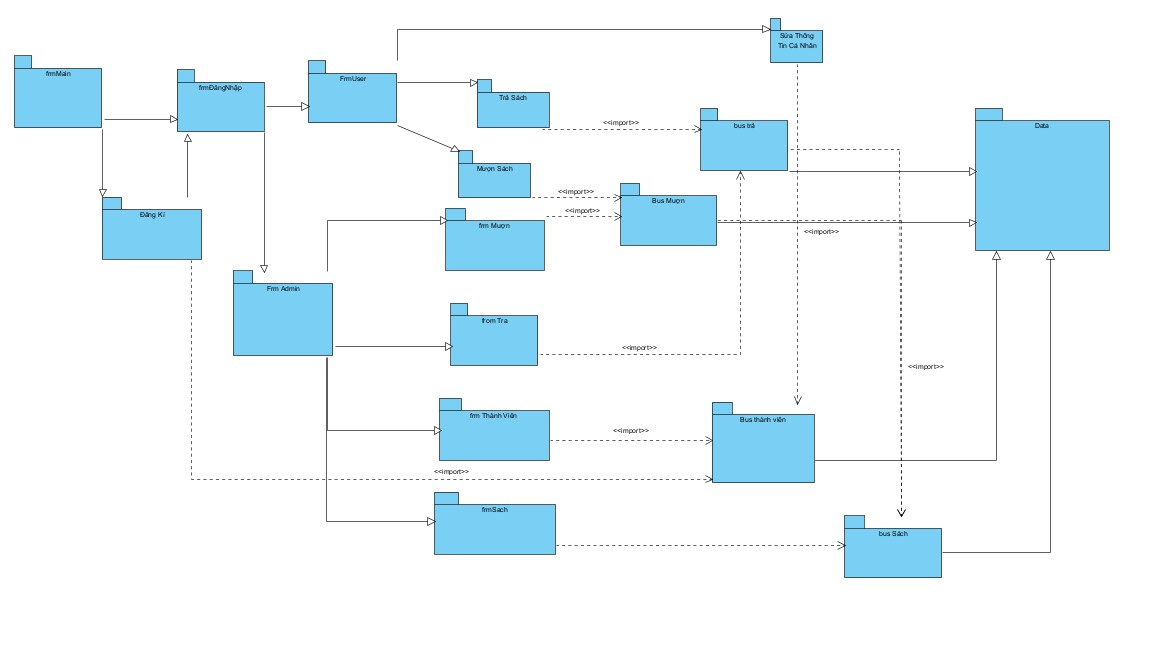 Sửa Thông
Tin Cá Nhân
frmMain
frmĐăngNhập
FrmUser
Trả Sách
<<import>>
bus trả
Data
Mượn Sách
<<import>>
<<import>>
Bus Mượn
<<import>>
Đăng Kí
frm Mượn
Frm Admin
from Tra
<<import>>
<<import>>
frm Thành Viên
<<import>>
Bus thành viên
<<import>>
frmSach
bus Sách